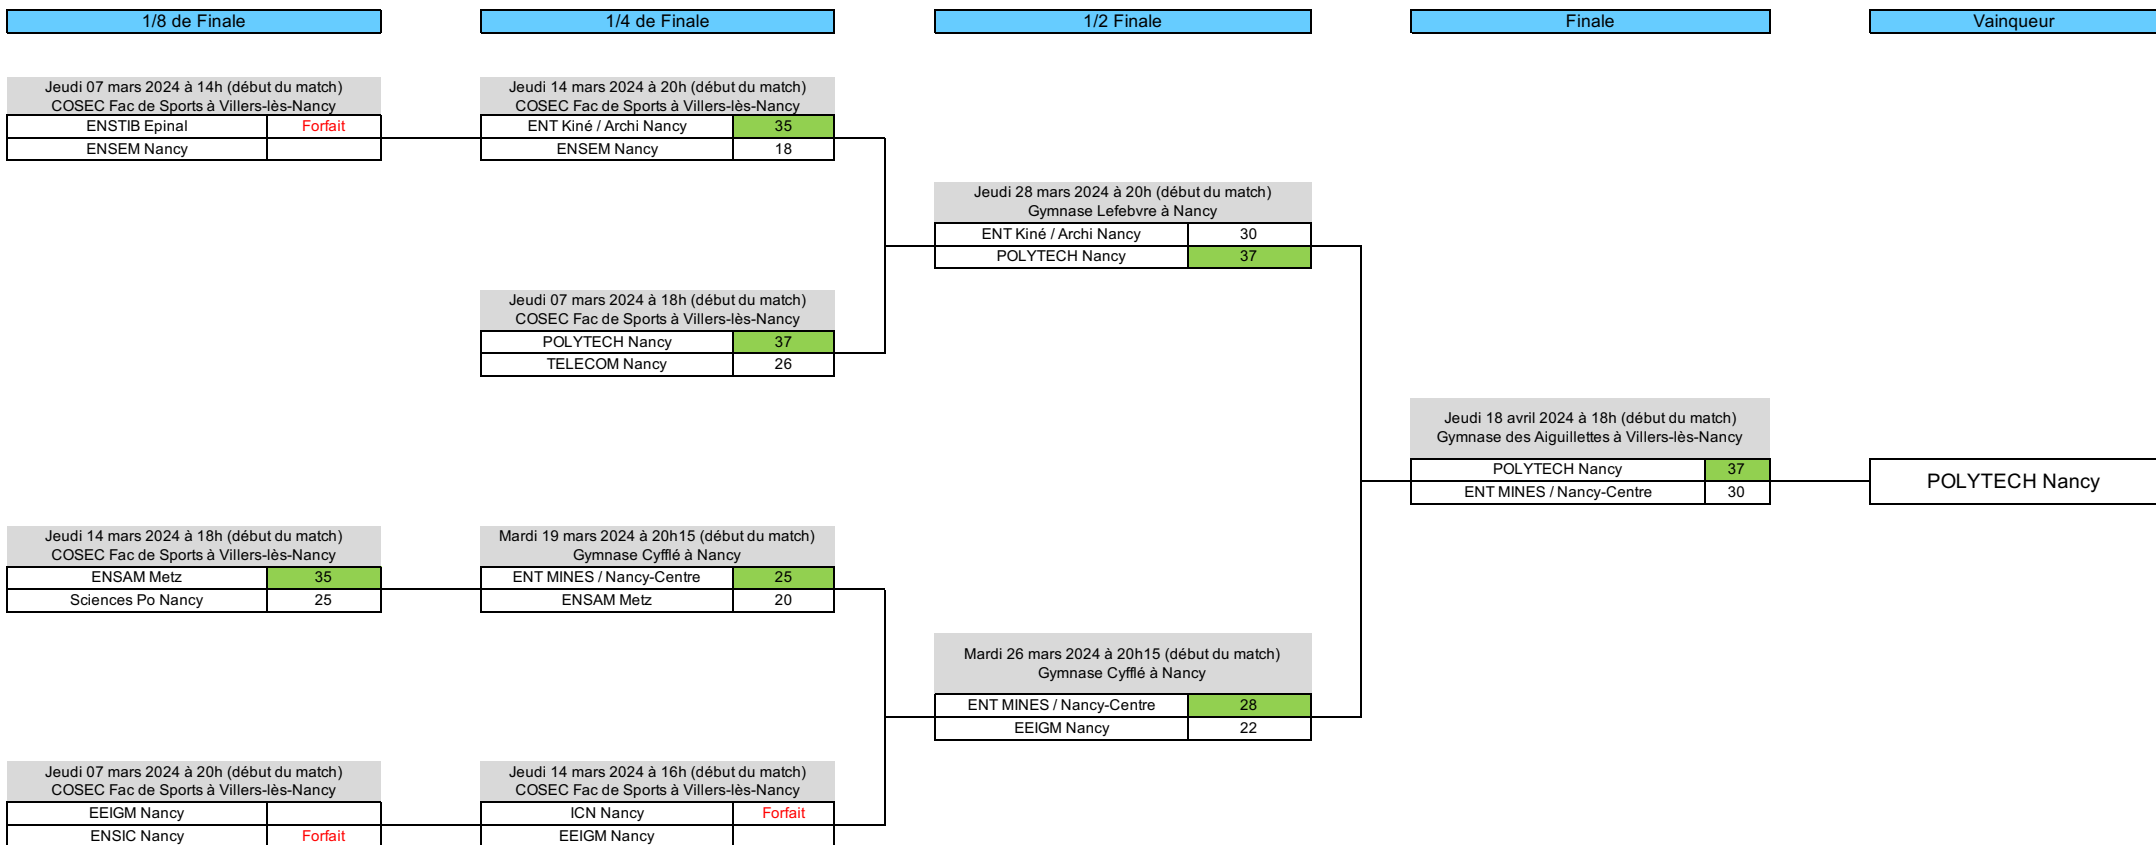 1/8 de Finale
1/4 de Finale
1/2 Finale
Finale
Vainqueur
Jeudi 07 mars 2024 à 14h (début du match)
COSEC Fac de Sports à Villers-lès-Nancy
ENSTIB Epinal Forfait
ENSEM Nancy
Jeudi 14 mars 2024 à 20h (début du match)
COSEC Fac de Sports à Villers-lès-Nancy
ENT Kiné / Archi Nancy 35
ENSEM Nancy 18
Jeudi 28 mars 2024 à 20h (début du match)
Gymnase Lefebvre à Nancy
ENT Kiné / Archi Nancy 30
POLYTECH Nancy 37
Jeudi 07 mars 2024 à 18h (début du match)
COSEC Fac de Sports à Villers-lès-Nancy
POLYTECH Nancy 37
TELECOM Nancy 26
Jeudi 18 avril 2024 à 18h (début du match)
Gymnase des Aiguillettes à Villers-lès-Nancy
POLYTECH Nancy 37
ENT MINES / Nancy-Centre 30
POLYTECH Nancy
Jeudi 14 mars 2024 à 18h (début du match)
COSEC Fac de Sports à Villers-lès-Nancy
ENSAM Metz 35
Sciences Po Nancy 25
Mardi 19 mars 2024 à 20h15 (début du match)
Gymnase Cyfflé à Nancy
ENT MINES / Nancy-Centre 25
ENSAM Metz 20
Mardi 26 mars 2024 à 20h15 (début du match)
Gymnase Cyfflé à Nancy
ENT MINES / Nancy-Centre 28
EEIGM Nancy 22
Jeudi 07 mars 2024 à 20h (début du match)
COSEC Fac de Sports à Villers-lès-Nancy
EEIGM Nancy
ENSIC Nancy Forfait
Jeudi 14 mars 2024 à 16h (début du match)
COSEC Fac de Sports à Villers-lès-Nancy
ICN Nancy Forfait
EEIGM Nancy